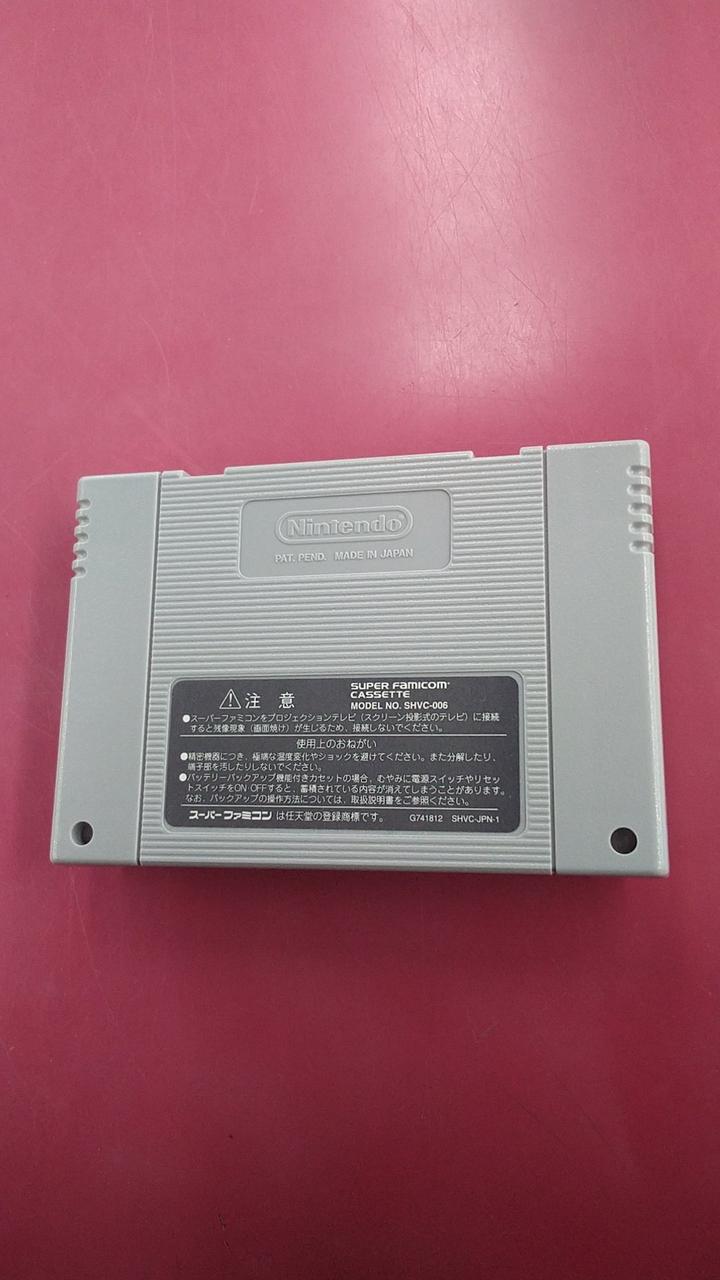 Nintendo
PAT. PEND. MADE IN JAPAN
⚠注 意
SUPER FAMICOM
CASSETTE
MODEL NO. SHVC-006
●スーパーファミコンをプロジェクションテレビ（スクリーン投影式のテレビ）に接続
すると残像現象（画面焼け）が生じるため、接続しないでください。
使用上のおねがい
●精密機器につき、極端な温度変化やショックを避けてください。また分解したり、
端子部を汚したりしないでください。
●バッテリーバックアップ機能付きカセットの場合、むやみに電源スイッチやリセッ
トスイッチをON・OFFすると、蓄積されている内容が消えてしまうことがあります。
なお、バックアップの操作方法については、取扱説明書をご参照ください。
スーパーファミコン は任天堂の登録商標です。 G741812 SHVC-JPN-1